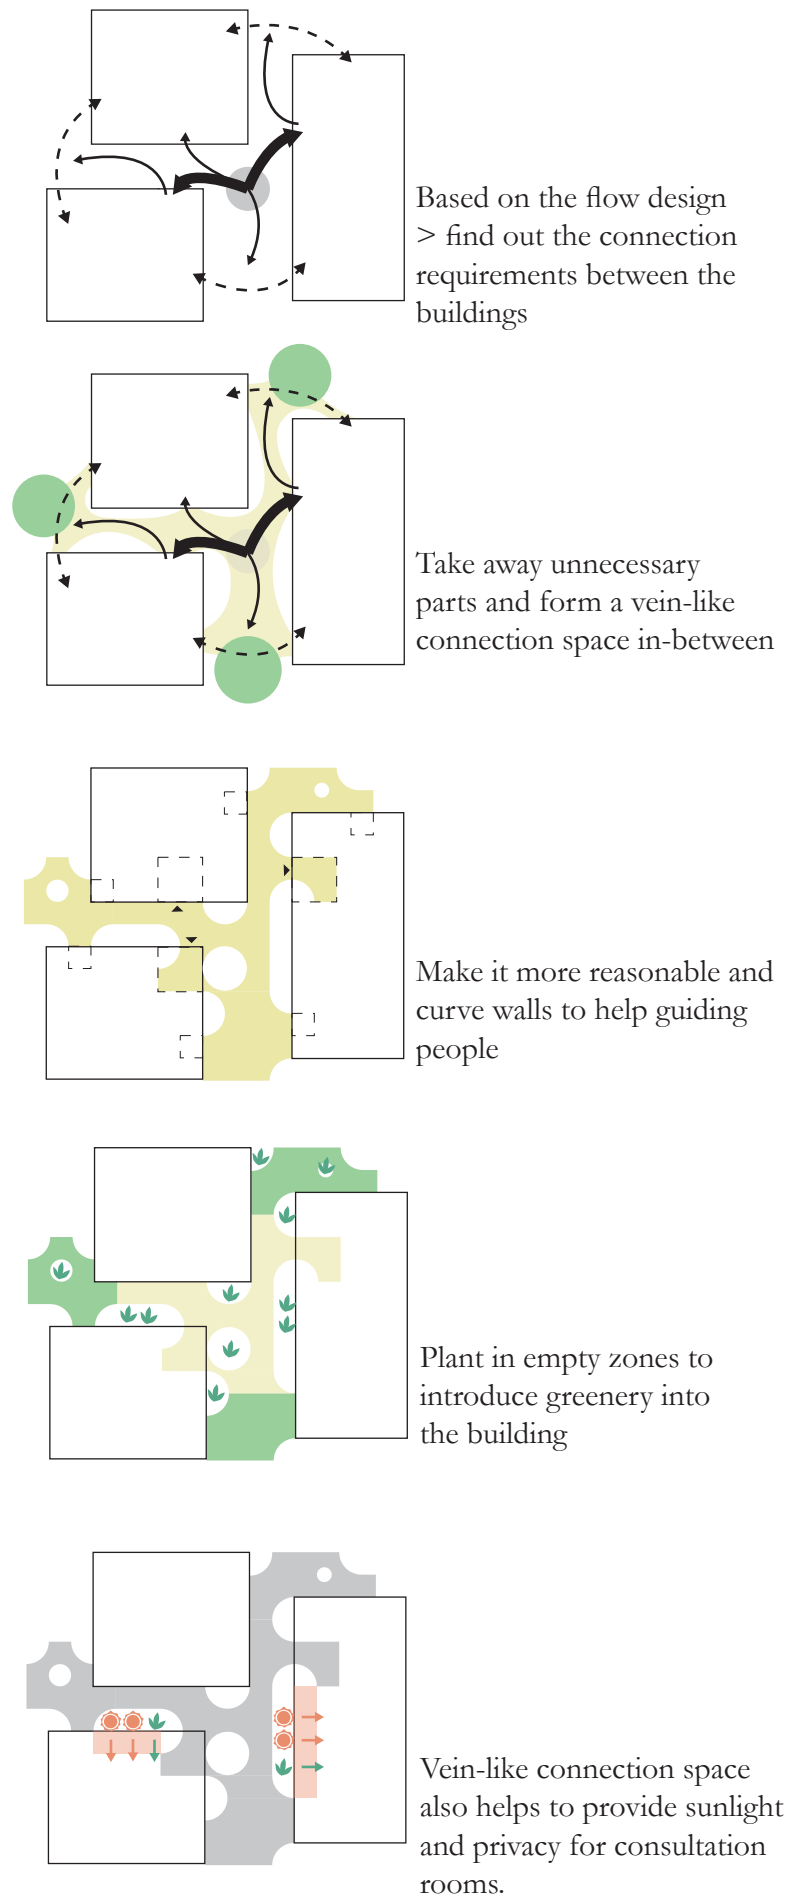 Based on the flow design
> find out the connection
requirements between the
buildings
Take away unnecessary
parts and form a vein-like
connection space in-between
Make it more reasonable and
curve walls to help guiding
people
Plant in empty zones to
introduce greenery into
the building
Vein-like connection space
also helps to provide sunlight
and privacy for consultation
rooms.